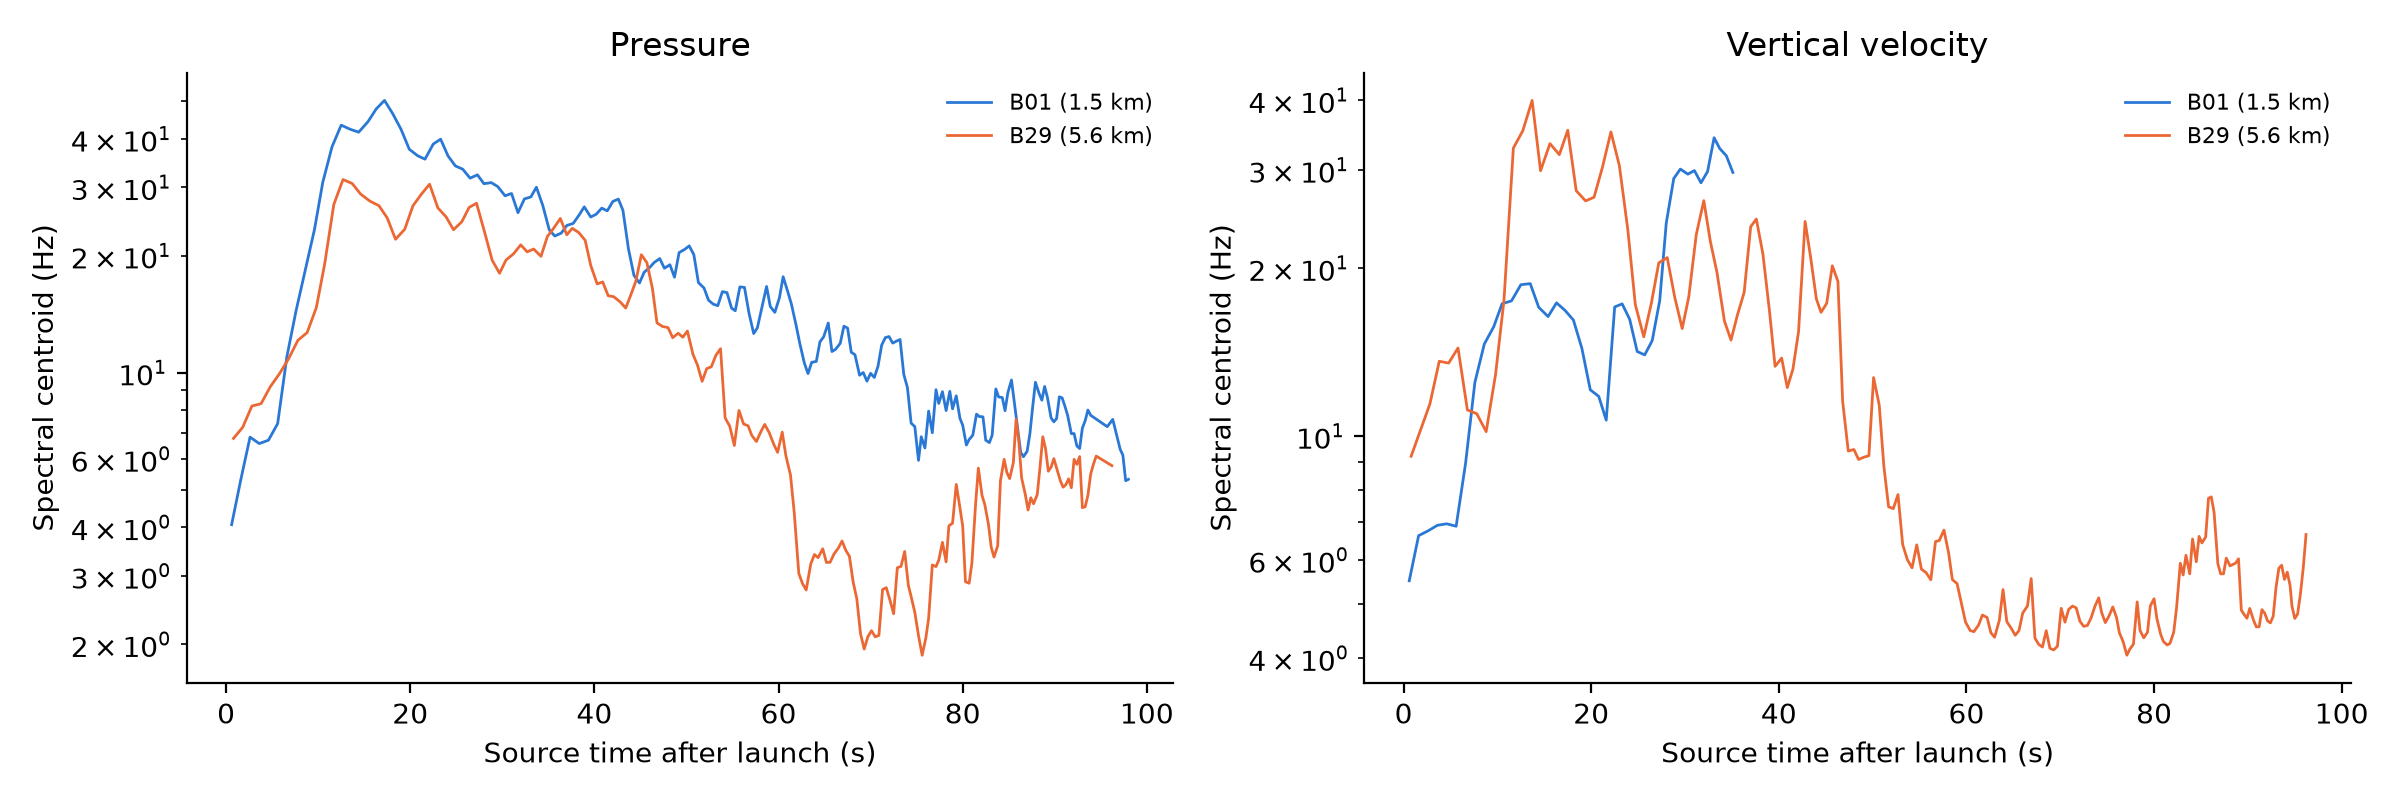 Pressure
Spectral centroid (Hz)
4 × 10¹
3 × 10¹
2 × 10¹
10¹
6 × 10⁰
4 × 10⁰
3 × 10⁰
2 × 10⁰
B01 (1.5 km)
B29 (5.6 km)
0 20 40 60 80 100
Source time after launch (s)
Vertical velocity
Spectral centroid (Hz)
4 × 10¹
3 × 10¹
2 × 10¹
10¹
6 × 10⁰
4 × 10⁰
B01 (1.5 km)
B29 (5.6 km)
0 20 40 60 80 100
Source time after launch (s)